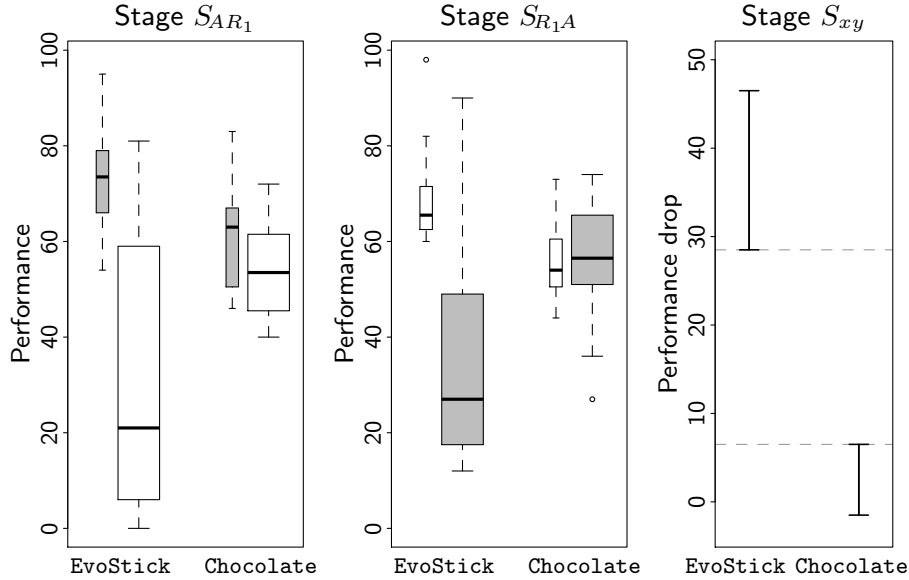 Stage S_{AR_1}
Performance
0 20 40 60 80 100
EvoStick Chocolate
Stage S_{R_1A}
Performance
0 20 40 60 80 100
EvoStick Chocolate
Stage S_{xy}
Performance drop
0 10 20 30 40 50
EvoStick Chocolate